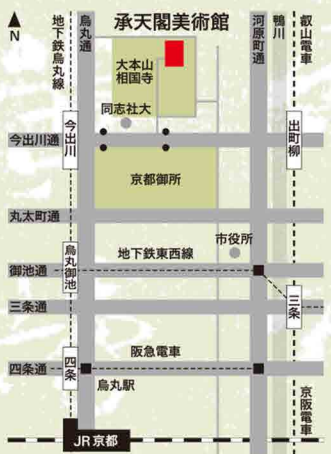 N
承天閣美術館
地下鉄烏丸線
烏丸通
河原町通
鴨川
叡山電車
大本山
相国寺
同志社大
今出川
出町柳
今出川通
京都御所
丸太町通
市役所
烏丸御池
地下鉄東西線
御池通
三条
三条通
四条
阪急電車
四条通
烏丸駅
京阪電車
JR京都